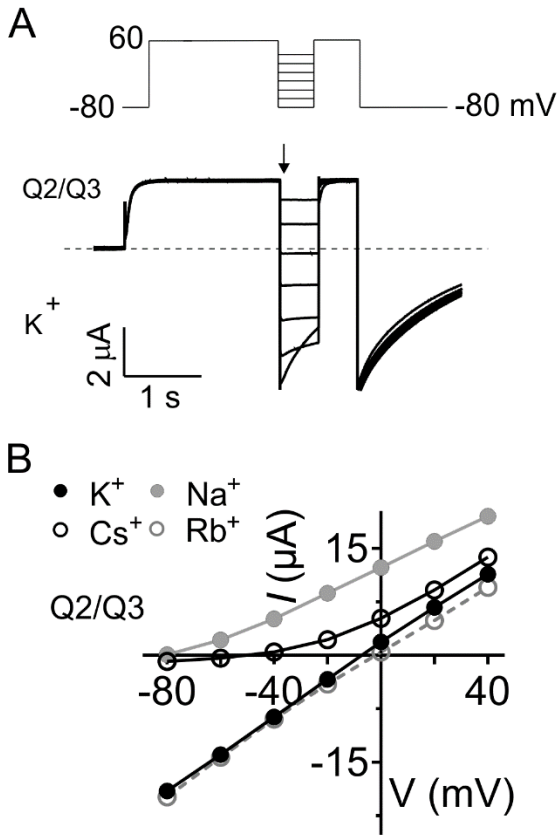 A
60
-80
-80 mV
Q2/Q3
K+
2 μA
1 s
B
K+ Na+
Cs+ Rb+
Q2/Q3
I (μA)
15
-80 -40 40
-15
V (mV)